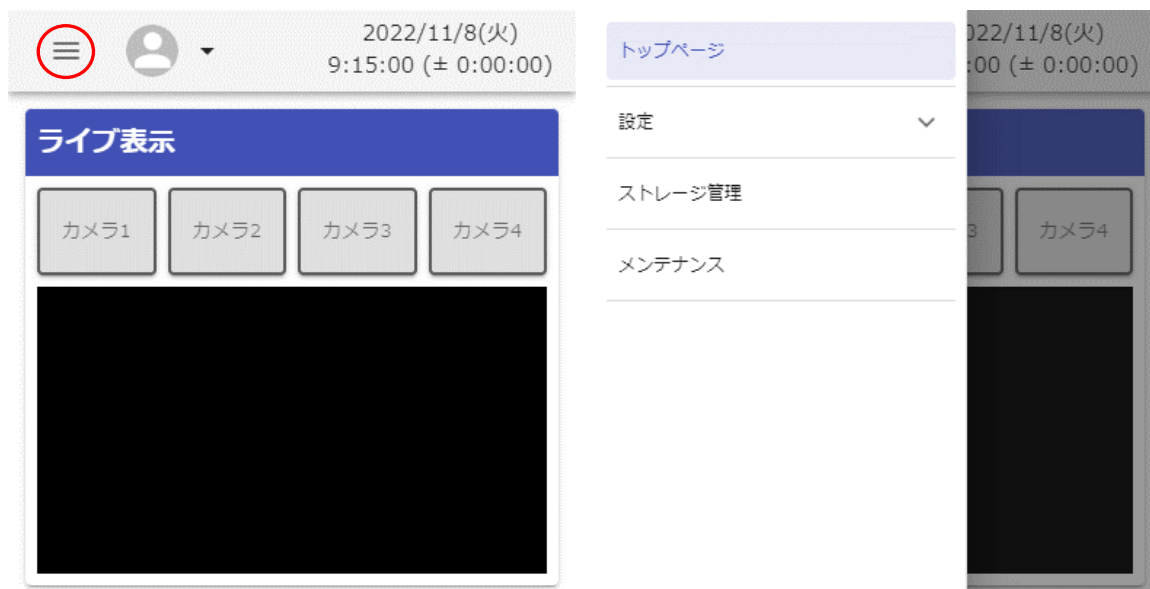 2022/11/8(火)
9:15:00 (± 0:00:00)
ライブ表示
カメラ1
カメラ2
カメラ3
カメラ4
トップページ
設定
ストレージ管理
メンテナンス
022/11/8(火)
:00 (± 0:00:00)
3
カメラ4